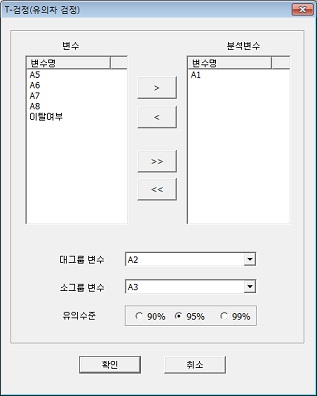 T-검정(유의차 검정)
변수
분석변수
변수명
변수명
A5
A6
A7
A8
이탈여부
A1
>
<
>>
<<
대그룹 변수
A2
소그룹 변수
A3
유의수준
90%
95%
99%
확인
취소